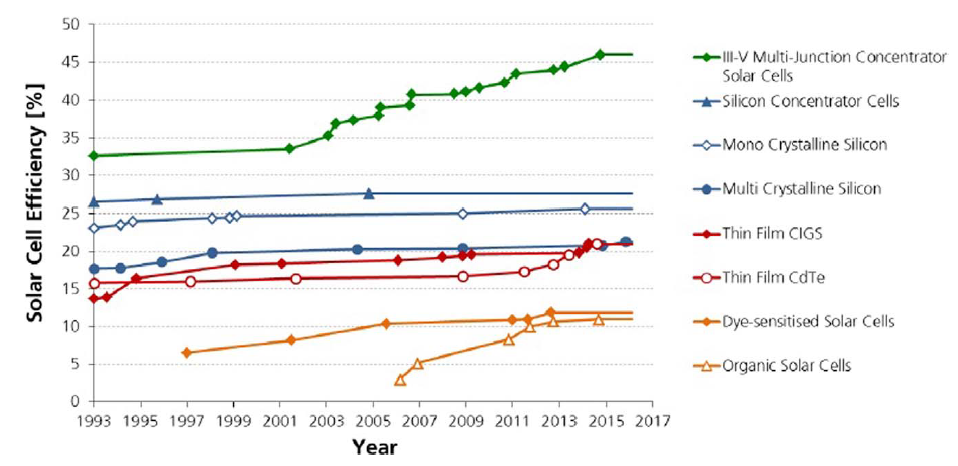 50
45
40
35
30
25
20
15
10
5
0
Solar Cell Efficiency [%]
1993 1995 1997 1999 2001 2003 2005 2007 2009 2011 2013 2015 2017
Year
III-V Multi-Junction Concentrator
Solar Cells
Silicon Concentrator Cells
Mono Crystalline Silicon
Multi Crystalline Silicon
Thin Film CIGS
Thin Film CdTe
Dye-sensitised Solar Cells
Organic Solar Cells